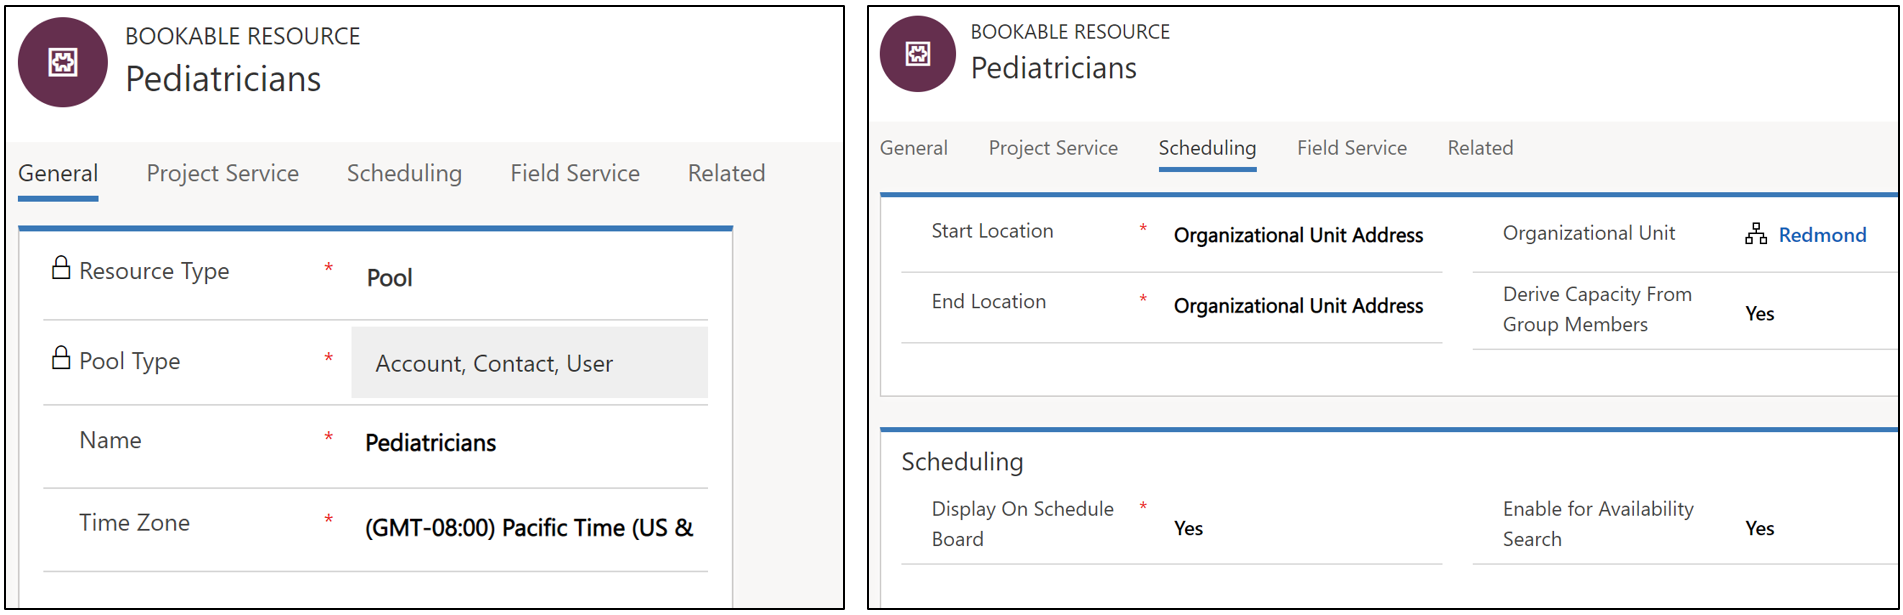 BOOKABLE RESOURCE
Pediatricians
General Project Service Scheduling Field Service Related
Resource Type * Pool
Pool Type * Account, Contact, User
Name * Pediatricians
Time Zone * (GMT-08:00) Pacific Time (US &
BOOKABLE RESOURCE
Pediatricians
General Project Service Scheduling Field Service Related
Start Location * Organizational Unit Address
End Location * Organizational Unit Address
Organizational Unit Redmond
Derive Capacity From
Group Members Yes
Scheduling
Display On Schedule *
Board Yes
Enable for Availability
Search Yes